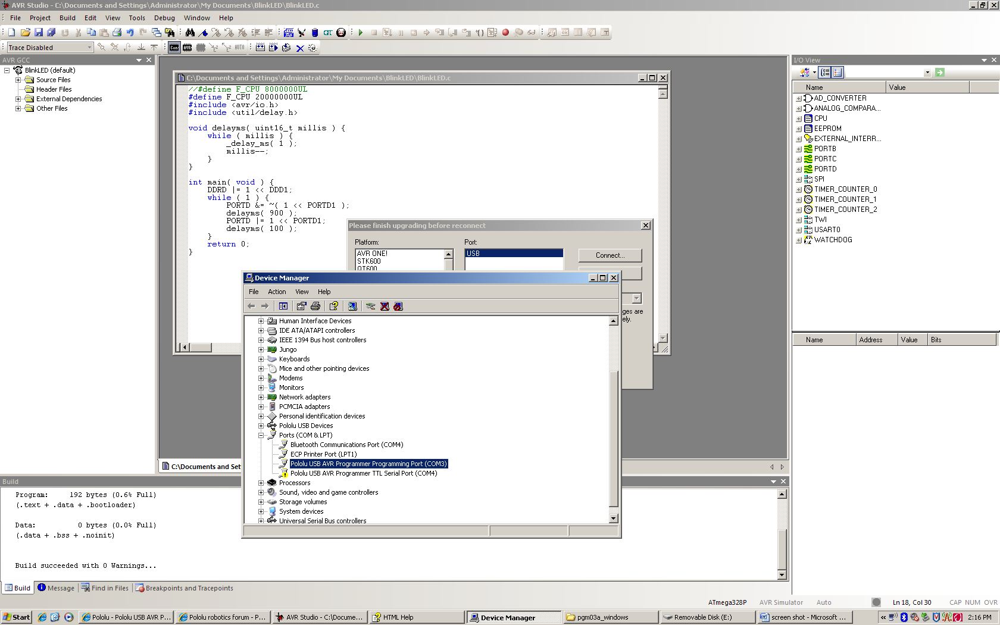 AVR Studio - C:\Documents and Settings\Administrator\My Documents\BlinkLED\BlinkLED.c
File Project Build Edit View Tools Debug Window Help
Trace Disabled
Con
AVR
AUTO
AVR GCC
BlinkLED (default)
Source Files
Header Files
External Dependencies
Other Files
C:\Documents and Settings\Administrator\My Documents\BlinkLED\BlinkLED.c
//#define F_CPU 8000000UL
#define F_CPU 20000000UL
#include <avr/io.h>
#include <util/delay.h>
void delayms( uint16_t millis ) {
while ( millis ) {
_delay_ms( 1 );
millis--;
}
}
int main( void ) {
DDRD |= 1 << DDD1;
while ( 1 ) {
PORTD &= ~( 1 << PORTD1 );
delayms( 900 );
PORTD |= 1 << PORTD1;
delayms( 100 );
}
return 0;
}
C:\Documents and Set
Please finish upgrading before reconnect
Platform: Port:
AVR ONE!
STK600
QT600
USB
Connect...
ges are
ely.
Device Manager
File Action View Help
Human Interface Devices
IDE ATA/ATAPI controllers
IEEE 1394 Bus host controllers
Jungo
Keyboards
Mice and other pointing devices
Modems
Monitors
Network adapters
PCMCIA adapters
Personal identification devices
Pololu USB Devices
Ports (COM & LPT)
Bluetooth Communications Port (COM4)
ECP Printer Port (LPT1)
Pololu USB AVR Programmer Programming Port (COM3)
Pololu USB AVR Programmer TTL Serial Port (COM4)
Processors
Sound, video and game controllers
Storage volumes
System devices
Universal Serial Bus controllers
I/O View
Name Value
AD_CONVERTER
ANALOG_COMPARA...
CPU
EEPROM
EXTERNAL_INTERR...
PORTB
PORTC
PORTD
SPI
TIMER_COUNTER_0
TIMER_COUNTER_1
TIMER_COUNTER_2
TWI
USART0
WATCHDOG
Name Address Value Bits
Build
Program: 192 bytes (0.6% Full)
(.text + .data + .bootloader)
Data: 0 bytes (0.0% Full)
(.data + .bss + .noinit)
Build succeeded with 0 Warnings...
Build Message Find in Files Breakpoints and Tracepoints
ATmega328P AVR Simulator Auto Ln 18, Col 30 CAP NUM OVR
Start Pololu - Pololu USB AVR P... Pololu robotics forum - P... AVR Studio - C:\Docume... HTML Help Device Manager pgm03a_windows Removable Disk (E:) screen shot - Microsoft ... « 2:16 PM